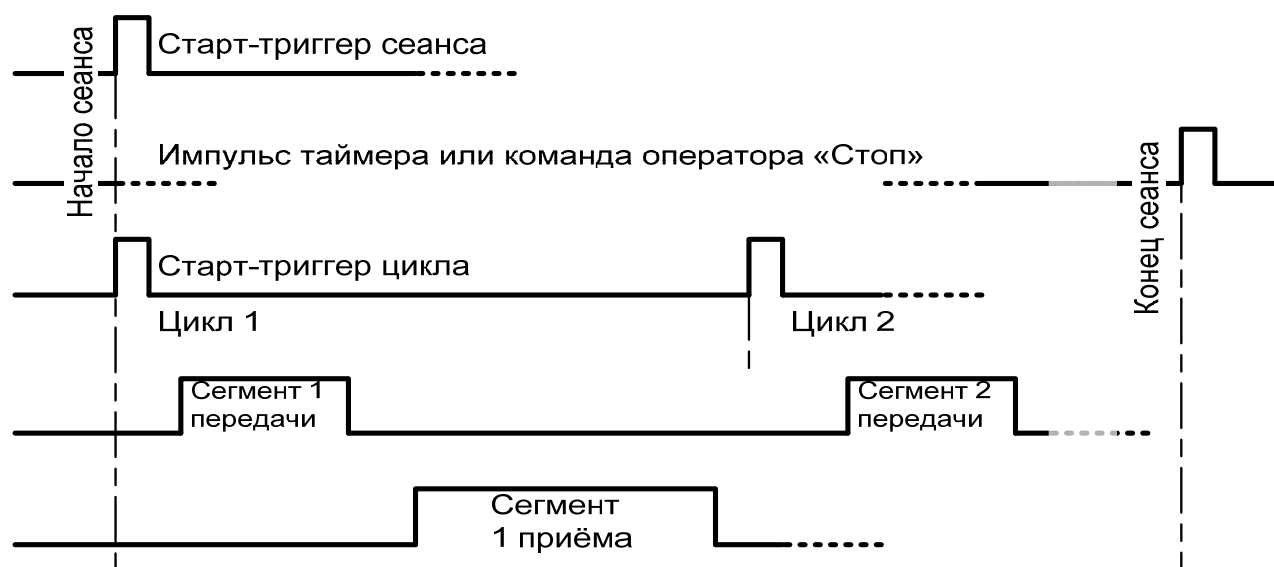 Старт-триггер сеанса
Начало сеанса
Импульс таймера или команда оператора «Стоп»
Конец сеанса
Старт-триггер цикла
Цикл 1
Цикл 2
Сегмент 1
передачи
Сегмент 2
передачи
Сегмент
1 приёма